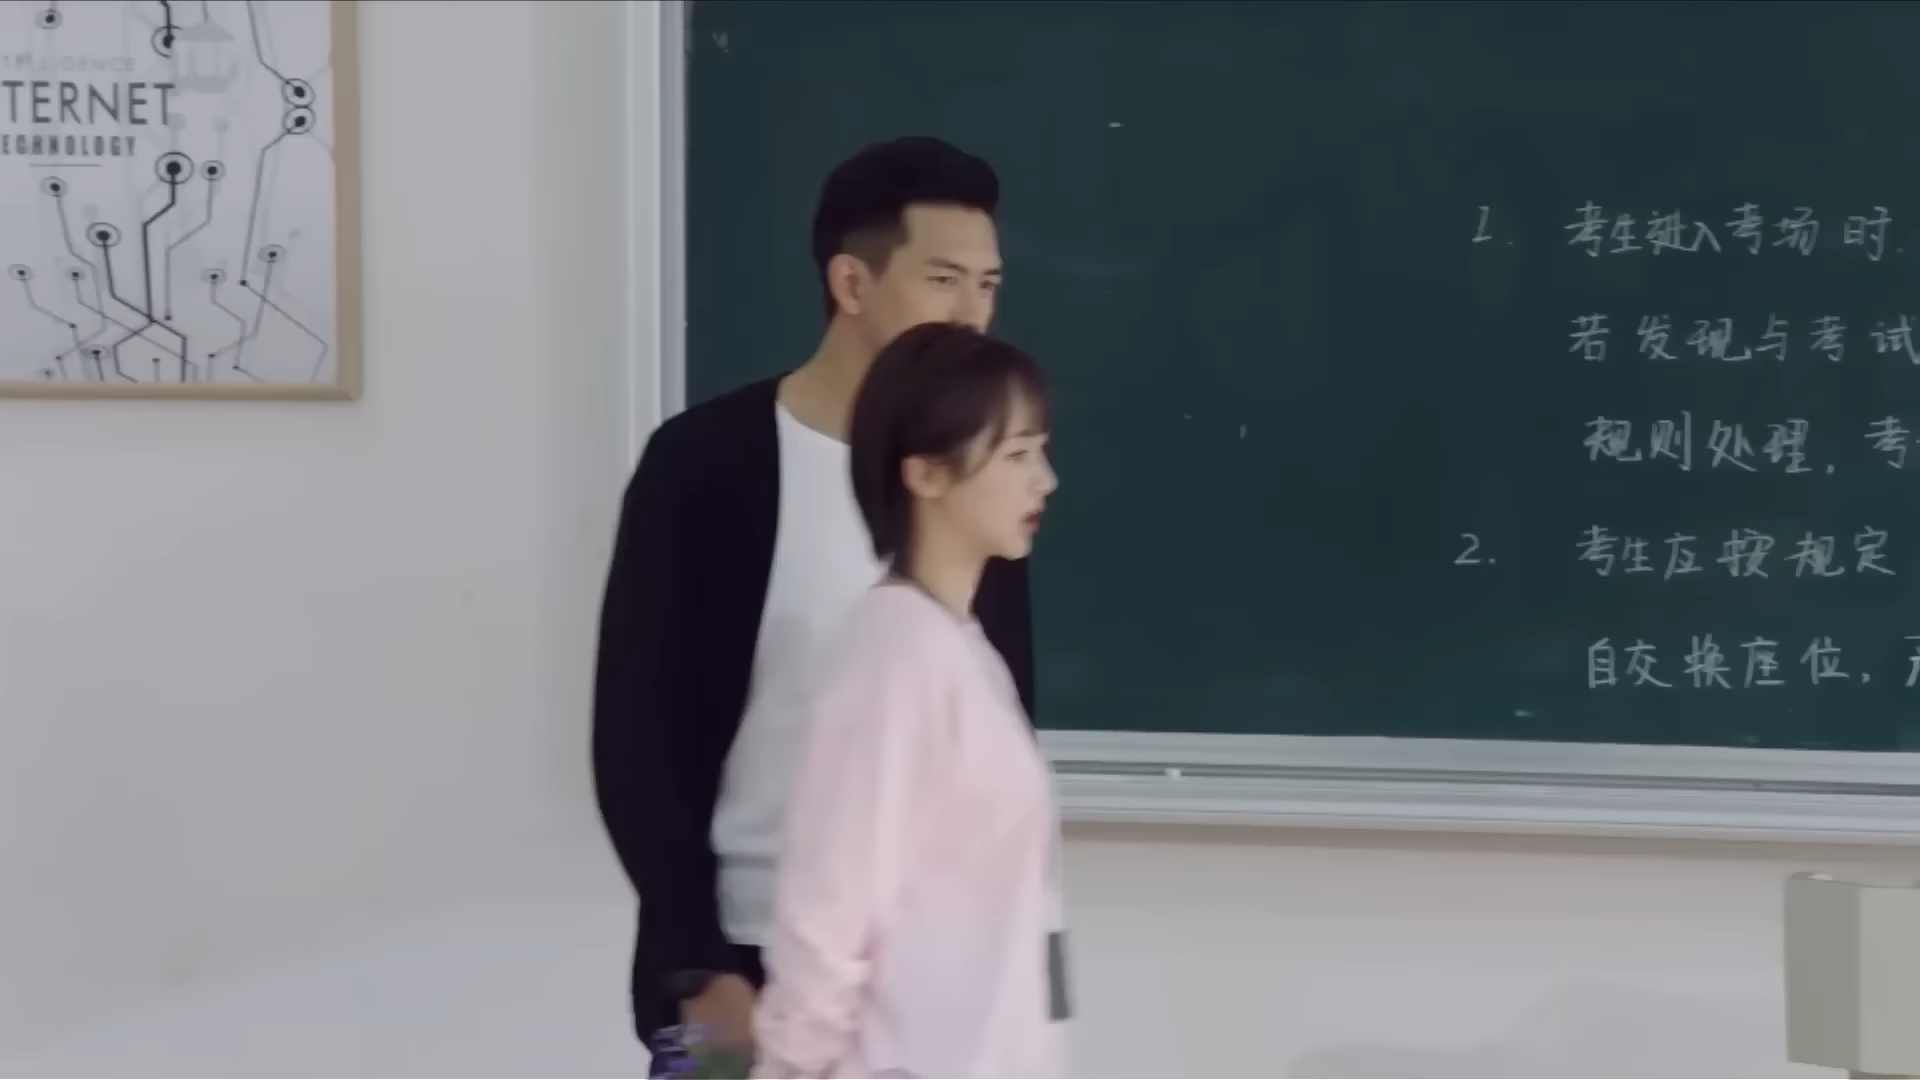 TELLIGENCE
TERNET
ECHNOLOGY
1. 考生进入考场时.
若发现与考试
规则处理,考
2. 考生应按规定
自交换座位,